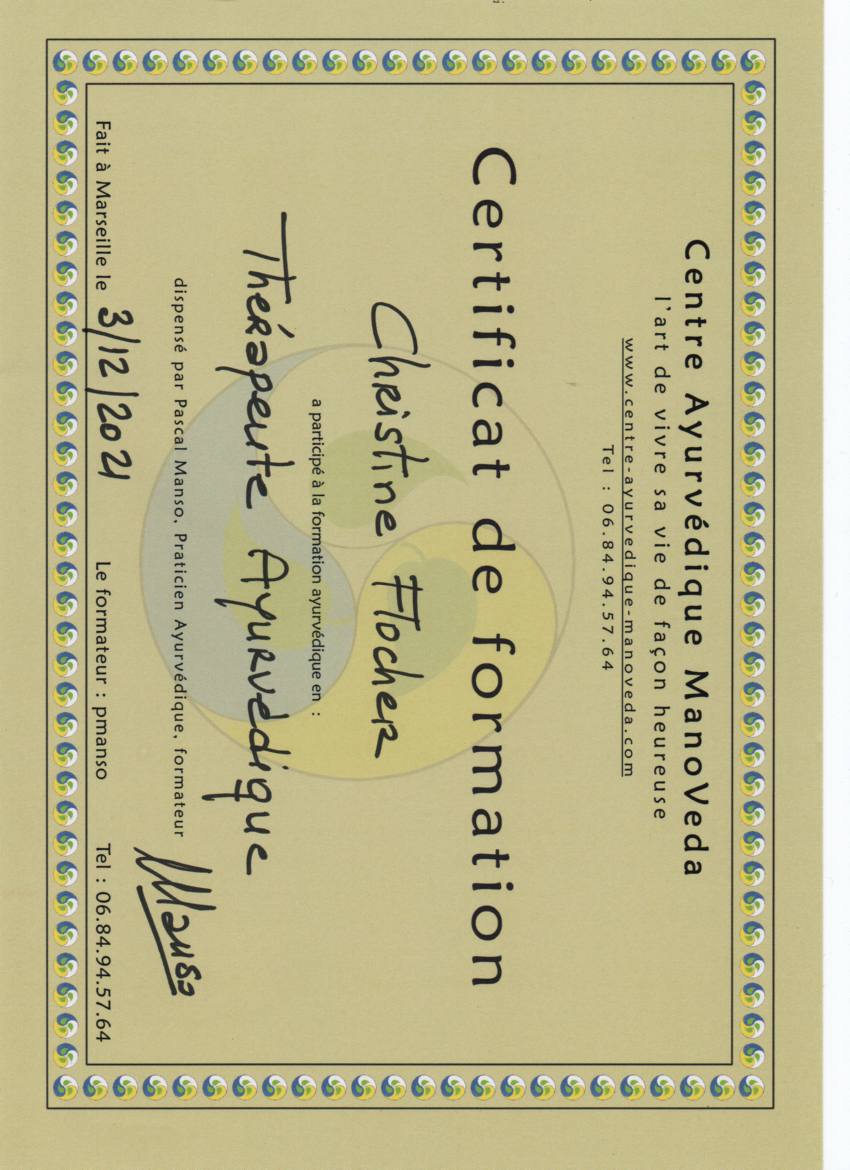 Centre Ayurvédique ManoVeda
l'art de vivre sa vie de façon heureuse
www.centre-ayurvedique-manoveda.com
Tel : 06.84.94.57.64
Certificat de formation
Christine Flocher
a participé à la formation ayurvédique en :
Thérapeute Ayurvédique
dispensé par Pascal Manso, Praticien Ayurvédique, formateur
Manso
Fait à Marseille le 3/12/2021 Le formateur : pmanso Tel : 06.84.94.57.64